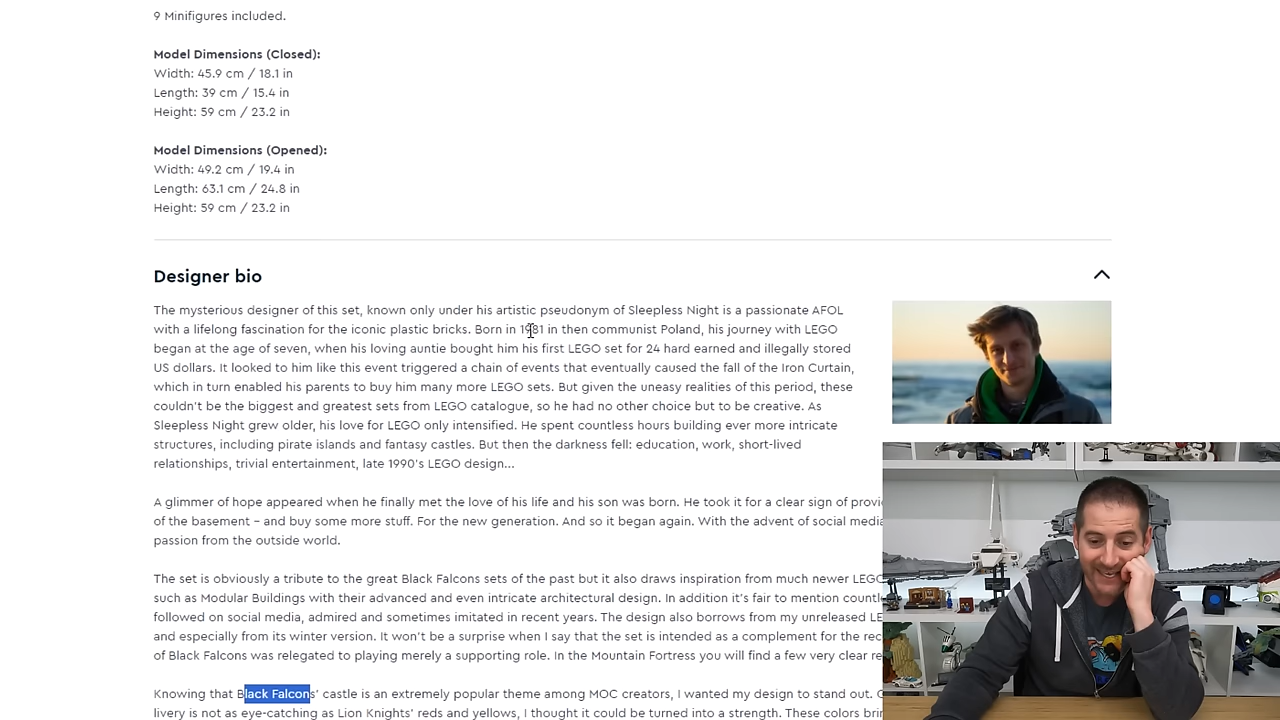 9 Minifigures included.
Model Dimensions (Closed):
Width: 45.9 cm / 18.1 in
Length: 39 cm / 15.4 in
Height: 59 cm / 23.2 in
Model Dimensions (Opened):
Width: 49.2 cm / 19.4 in
Length: 63.1 cm / 24.8 in
Height: 59 cm / 23.2 in
Designer bio
The mysterious designer of this set, known only under his artistic pseudonym of Sleepless Night is a passionate AFOL
with a lifelong fascination for the iconic plastic bricks. Born in 1981 in then communist Poland, his journey with LEGO
began at the age of seven, when his loving auntie bought him his first LEGO set for 24 hard earned and illegally stored
US dollars. It looked to him like this event triggered a chain of events that eventually caused the fall of the Iron Curtain,
which in turn enabled his parents to buy him many more LEGO sets. But given the uneasy realities of this period, these
couldn't be the biggest and greatest sets from LEGO catalogue, so he had no other choice but to be creative. As
Sleepless Night grew older, his love for LEGO only intensified. He spent countless hours building ever more intricate
structures, including pirate islands and fantasy castles. But then the darkness fell: education, work, short-lived
relationships, trivial entertainment, late 1990's LEGO design...
A glimmer of hope appeared when he finally met the love of his life and his son was born. He took it for a clear sign of
of the basement – and buy some more stuff. For the new generation. And so it began again. With the advent of social media
passion from the outside world.
The set is obviously a tribute to the great Black Falcons sets of the past but it also draws inspiration from much newer LEGO
such as Modular Buildings with their advanced and even intricate architectural design. In addition it's fair to mention
followed on social media, admired and sometimes imitated in recent years. The design also borrows from my unreleased
and especially from its winter version. It won't be a surprise when I say that the set is intended as a complement for the
of Black Falcons was relegated to playing merely a supporting role. In the Mountain Fortress you will find a few very clear
Knowing that Black Falcons' castle is an extremely popular theme among MOC creators, I wanted my design to stand out.
livery is not as eye-catching as Lion Knights' reds and yellows, I thought it could be turned into a strength. These colors